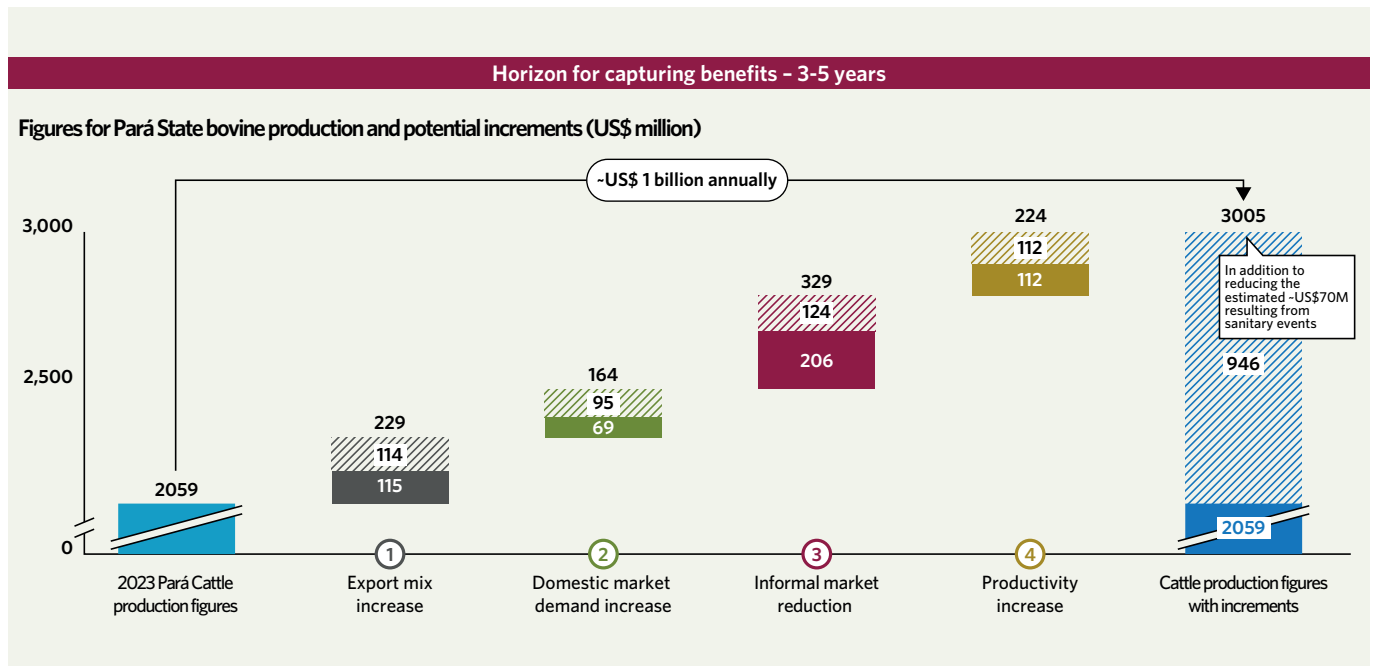 Horizon for capturing benefits – 3-5 years
Figures for Pará State bovine production and potential increments (US$ million)
~US$ 1 billion annually
3,000
2,500
0
2059
229
114
115
164
95
69
329
124
206
224
112
112
3005
In addition to
reducing the
estimated ~US$70M
resulting from
sanitary events
946
2059
1
2
3
4
2023 Pará Cattle
production figures
Export mix
increase
Domestic market
demand increase
Informal market
reduction
Productivity
increase
Cattle production figures
with increments